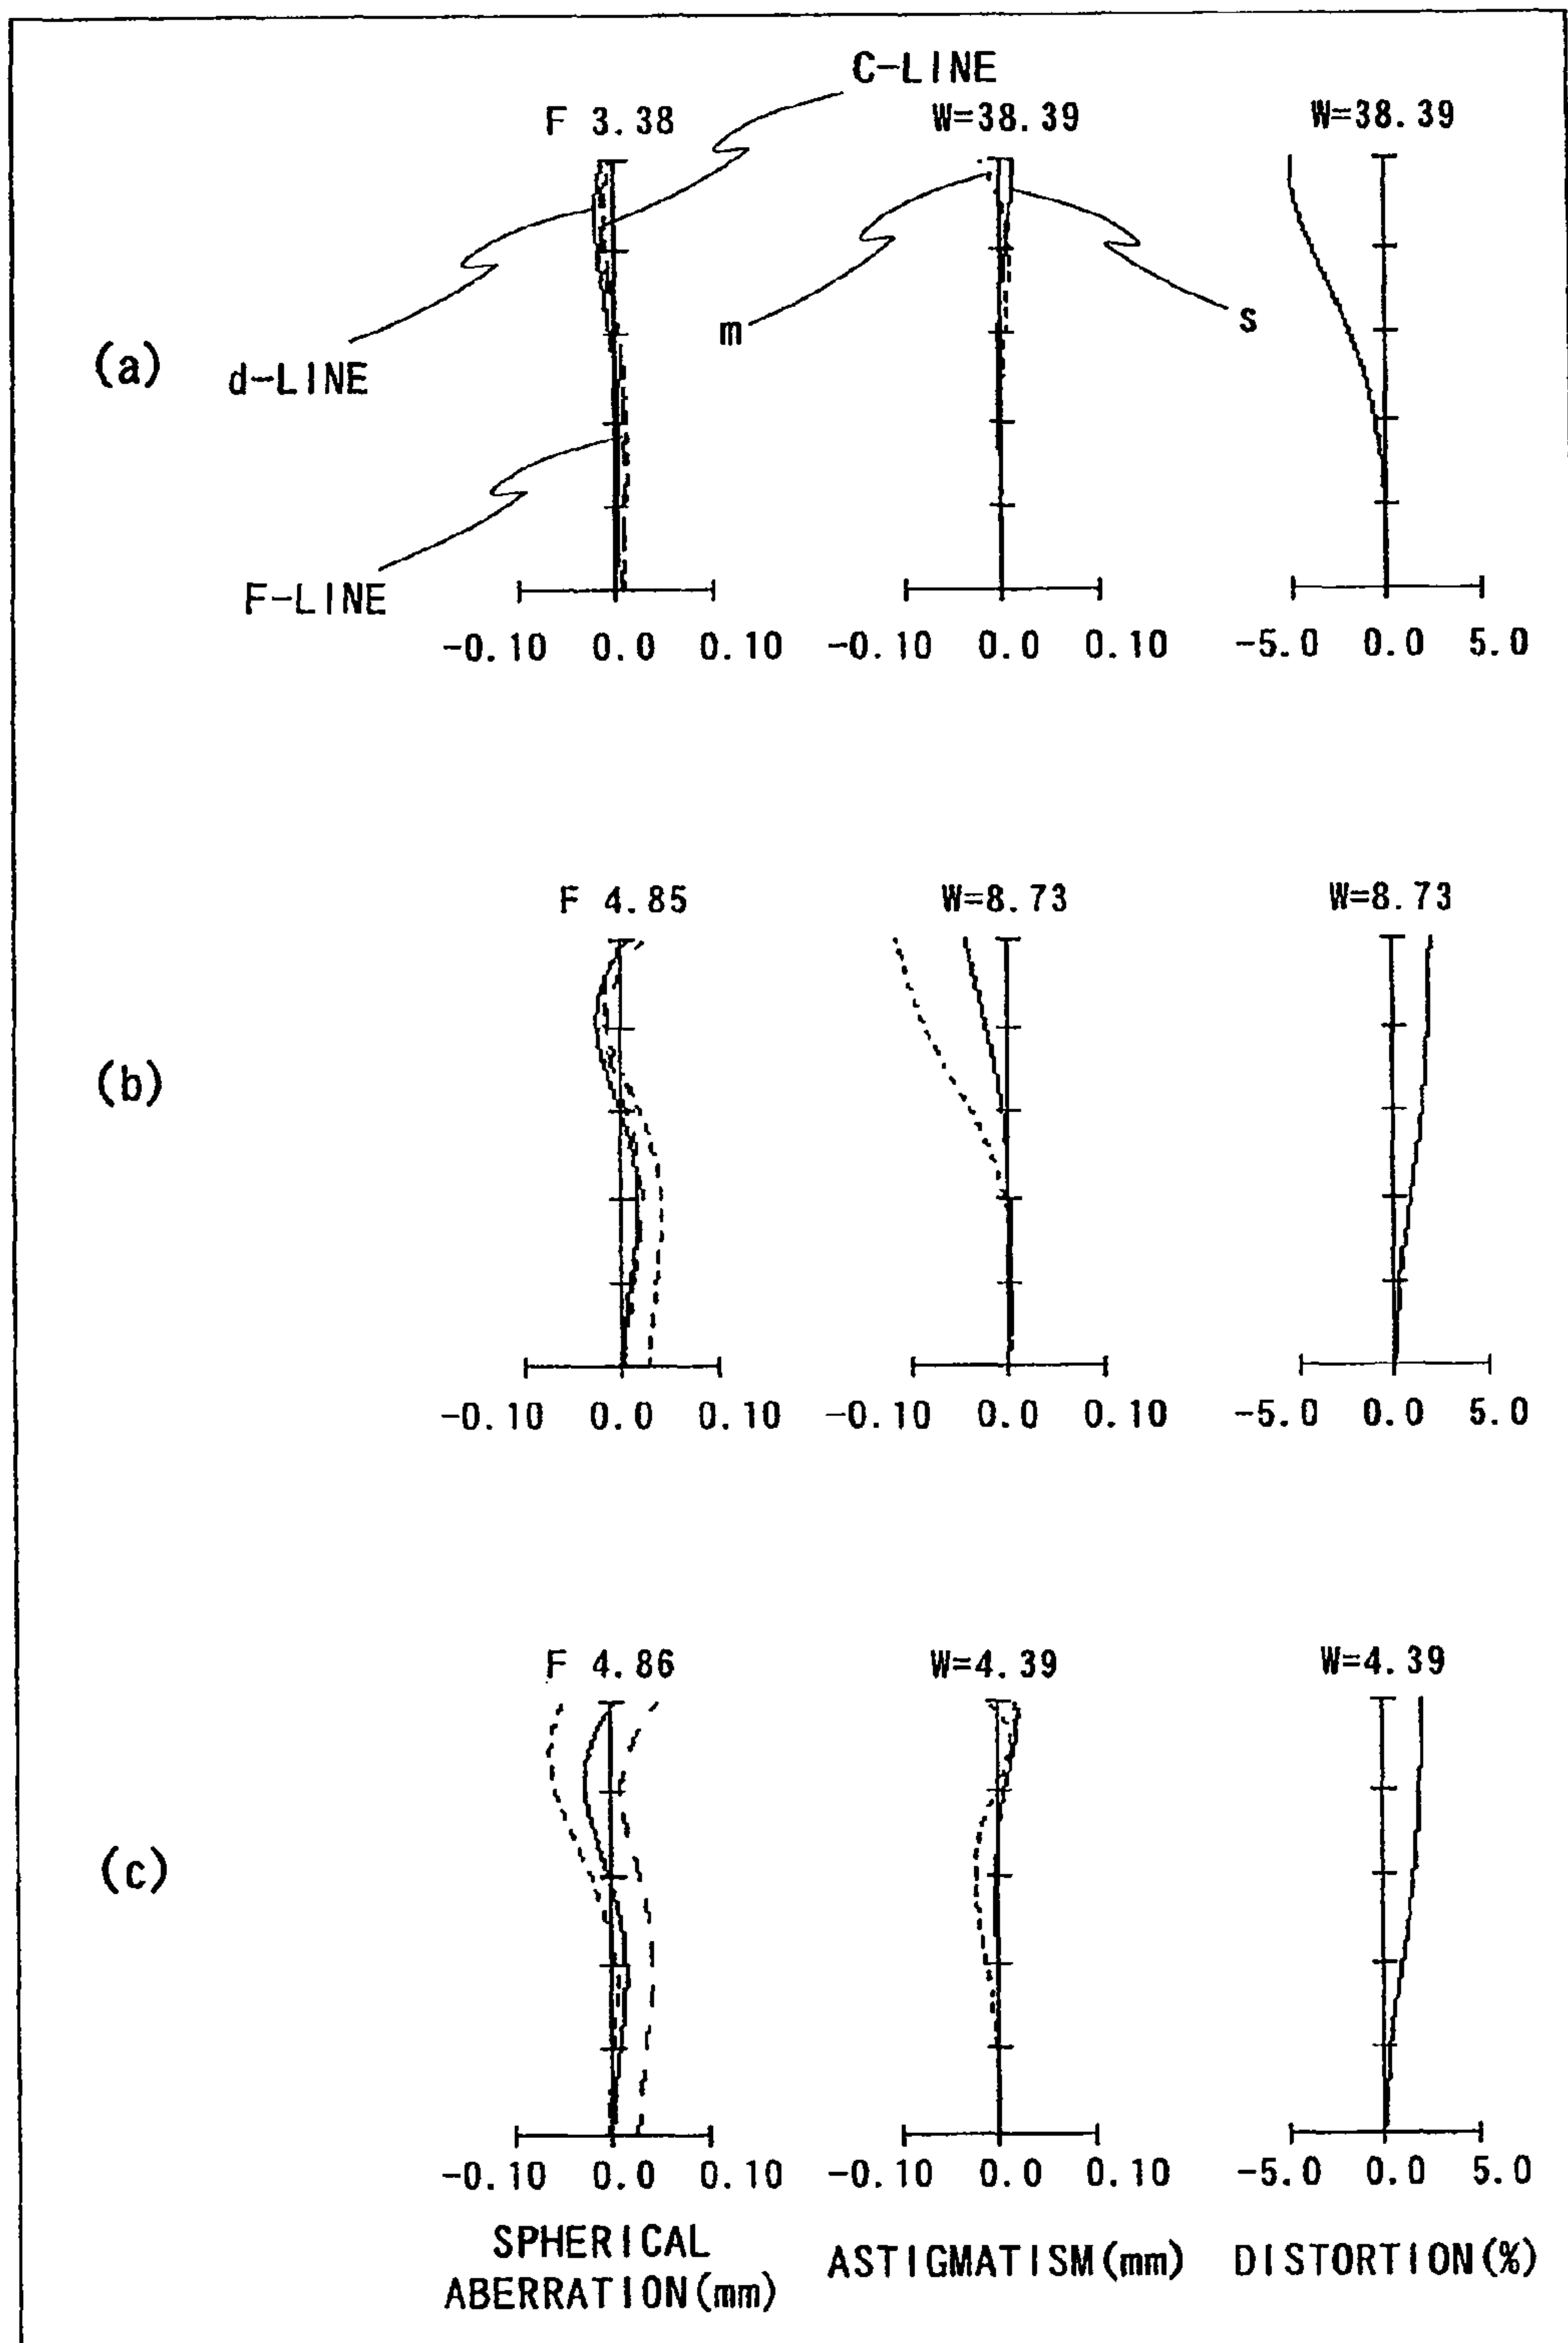 C-LINE
F 3.38 W=38.39 W=38.39
m s
(a)
d-LINE
F-LINE
-0.10 0.0 0.10 -0.10 0.0 0.10 -5.0 0.0 5.0
F 4.85 W=8.73 W=8.73
(b)
-0.10 0.0 0.10 -0.10 0.0 0.10 -5.0 0.0 5.0
F 4.86 W=4.39 W=4.39
(c)
-0.10 0.0 0.10 -0.10 0.0 0.10 -5.0 0.0 5.0
SPHERICAL
ABERRATION(mm) ASTIGMATISM(mm) DISTORTION(%)